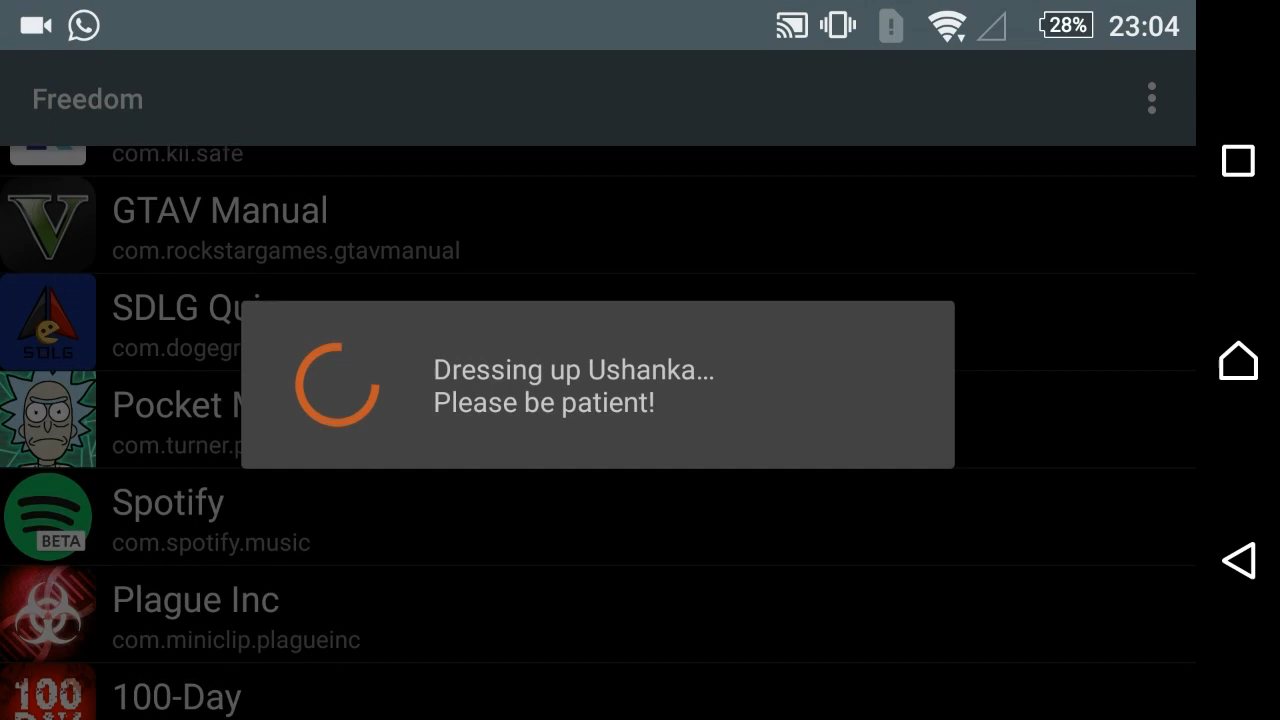 28% 23:04
Freedom
com.kii.safe
GTAV Manual
com.rockstargames.gtavmanual
SDLG
com.dogegr
Dressing up Ushanka...
Please be patient!
SDLG
Pocket M
com.turner.p
Spotify
com.spotify.music
BETA
Plague Inc
com.miniclip.plagueinc
100-Day
100